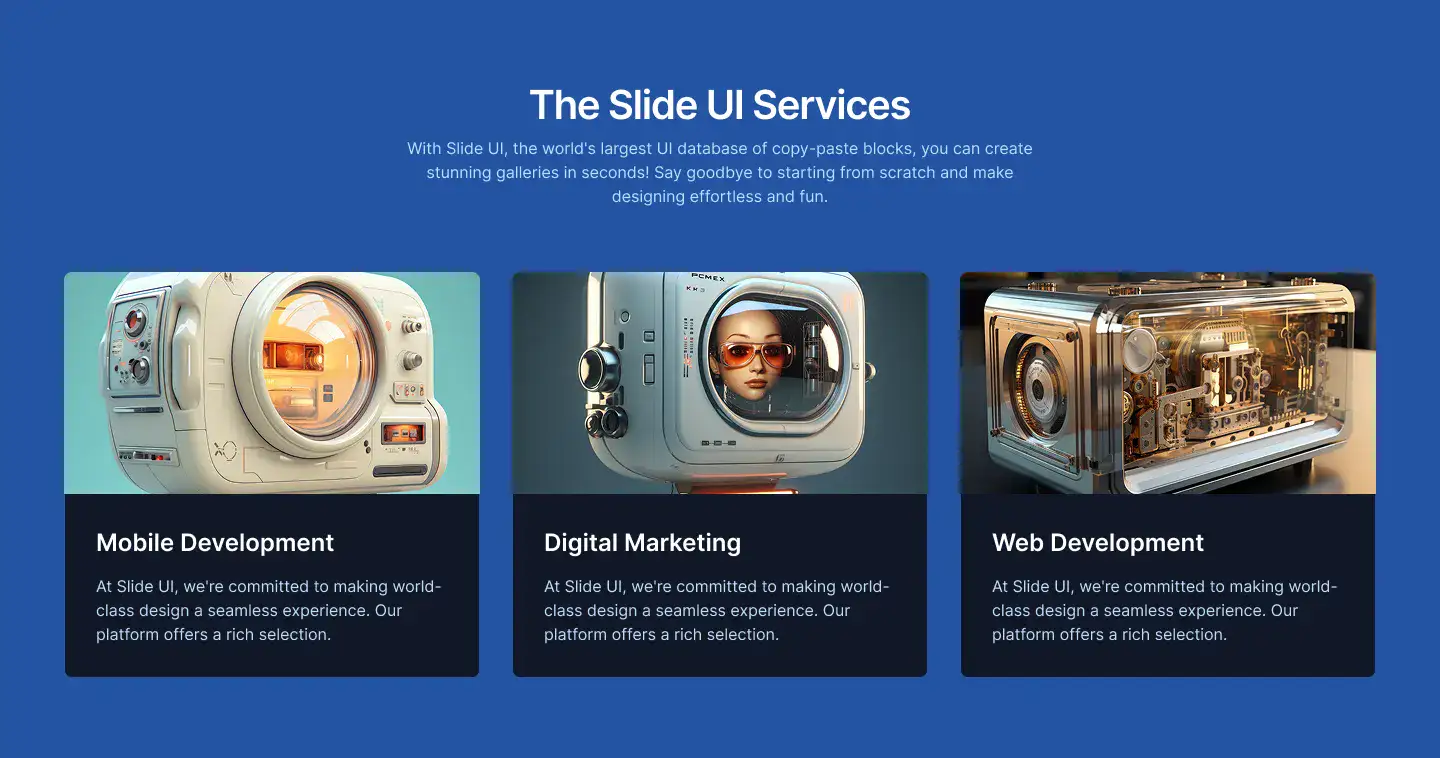 The Slide UI Services
With Slide UI, the world's largest UI database of copy-paste blocks, you can create
stunning galleries in seconds! Say goodbye to starting from scratch and make
designing effortless and fun.
PCMEX
Mobile Development
At Slide UI, we're committed to making world-
class design a seamless experience. Our
platform offers a rich selection.
Digital Marketing
At Slide UI, we're committed to making world-
class design a seamless experience. Our
platform offers a rich selection.
Web Development
At Slide UI, we're committed to making world-
class design a seamless experience. Our
platform offers a rich selection.